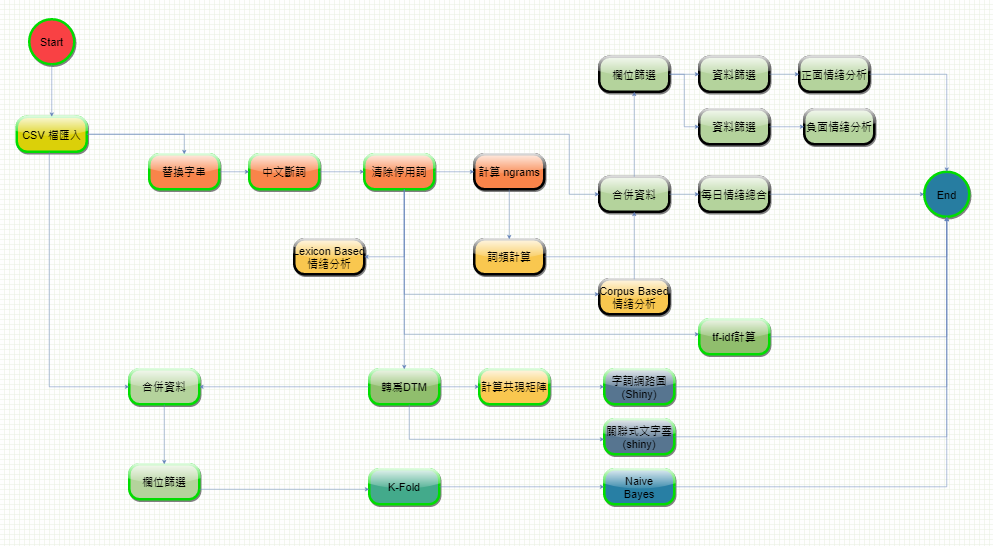 Start
欄位篩選
資料篩選
正面情緒分析
CSV 檔匯入
資料篩選
負面情緒分析
替換字串
中文斷詞
清除停用詞
計算 ngrams
合併資料
每日情緒總合
End
Lexicon Based
情緒分析
詞頻計算
Corpus Based
情緒分析
tf-idf計算
合併資料
轉為DTM
計算共現矩陣
字詞網路圖
(Shiny)
關聯式文字雲
(shiny)
欄位篩選
K-Fold
Naive
Bayes